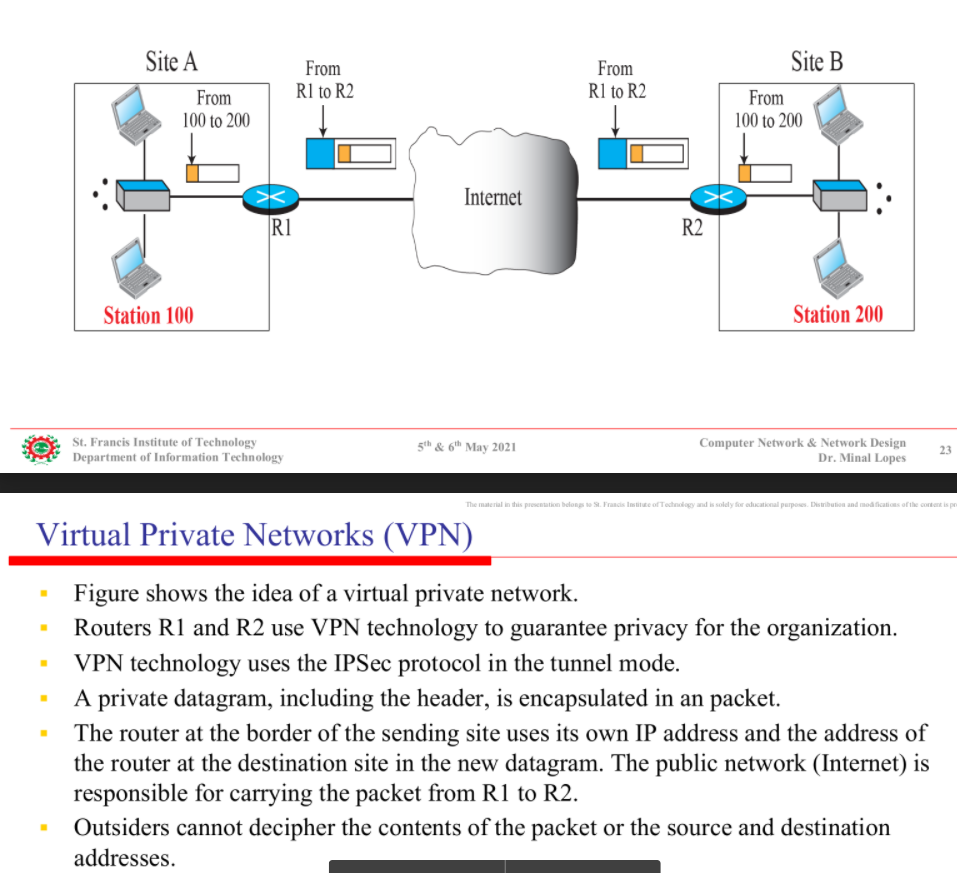 Site A
Site B
From
R1 to R2
From
R1 to R2
From
100 to 200
From
100 to 200
Internet
R1
R2
Station 100
Station 200
St. Francis Institute of Technology
Department of Information Technology
5th & 6th May 2021
Computer Network & Network Design
Dr. Minal Lopes
23
The material in this presentation belongs to St. Francis Institute of Technology and is solely for educational purposes. Distribution and modifications of the content is
Virtual Private Networks (VPN)
Figure shows the idea of a virtual private network.
Routers R1 and R2 use VPN technology to guarantee privacy for the organization.
VPN technology uses the IPSec protocol in the tunnel mode.
A private datagram, including the header, is encapsulated in an packet.
The router at the border of the sending site uses its own IP address and the address of
the router at the destination site in the new datagram. The public network (Internet) is
responsible for carrying the packet from R1 to R2.
Outsiders cannot decipher the contents of the packet or the source and destination
addresses.